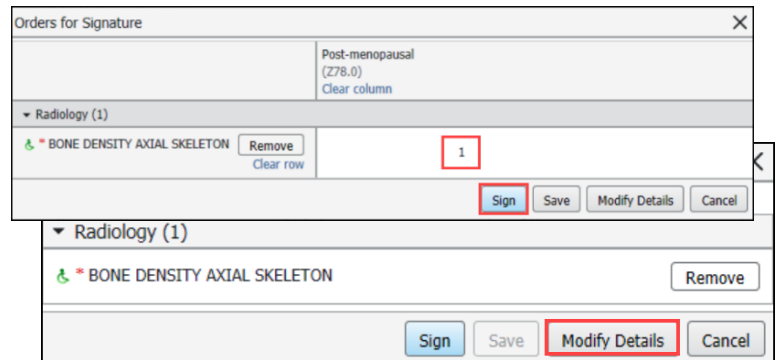 Orders for Signature
Post-menopausal
(Z78.0)
Clear column
Radiology (1)
* BONE DENSITY AXIAL SKELETON Remove
Clear row
1
Sign Save Modify Details Cancel
Radiology (1)
* BONE DENSITY AXIAL SKELETON Remove
Sign Save Modify Details Cancel